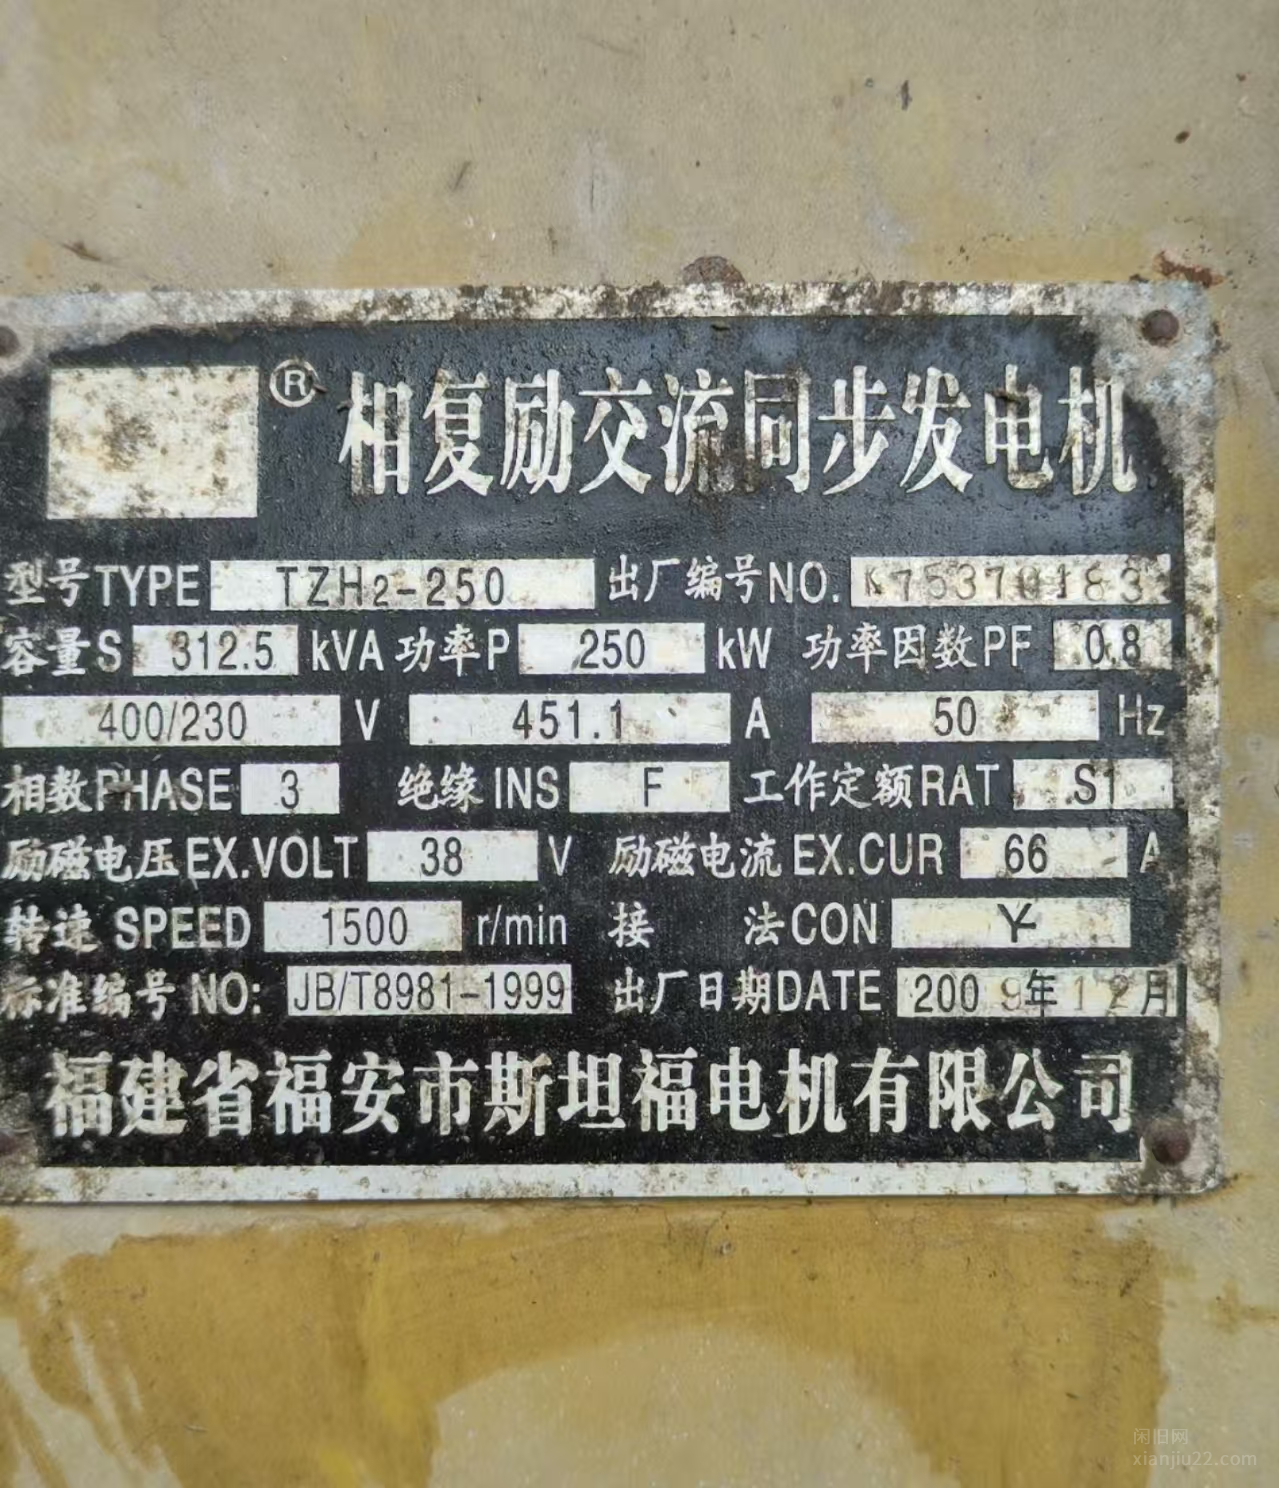 ® 相复励交流同步发电机
型号TYPE TZH2-250 出厂编号NO. K75370183
容量S 312.5 kVA 功率P 250 kW 功率因数PF 0.8
400/230 V 451.1 A 50 Hz
相数PHASE 3 绝缘INS F 工作定额RAT S1
励磁电压EX.VOLT 38 V 励磁电流EX.CUR 66 A
转速 SPEED 1500 r/min 接法CON Y
标准编号 NO: JB/T8981-1999 出厂日期DATE 2009年12月
福建省福安市斯坦福电机有限公司
闲旧网
xianjiu22.com